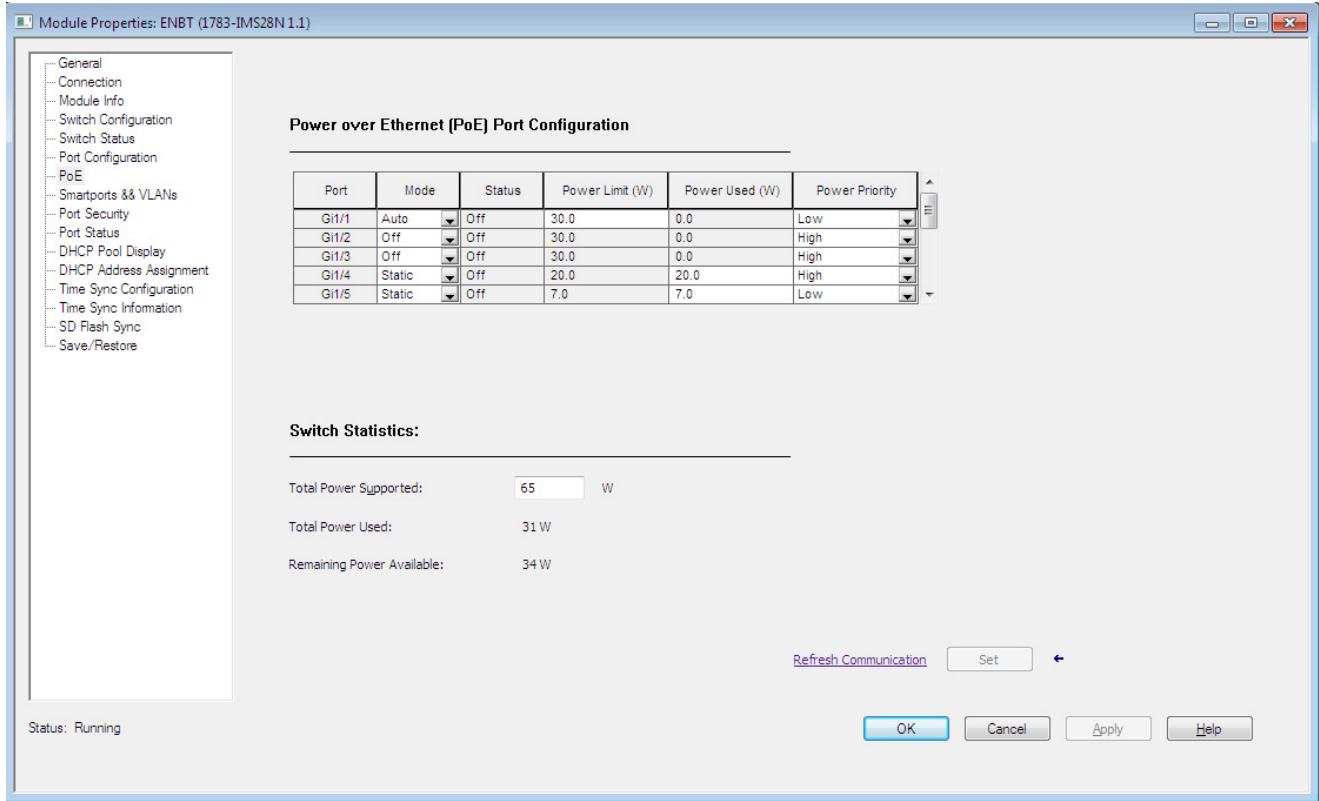 Module Properties: ENBT (1783-IMS28N 1.1)
General
Connection
Module Info
Switch Configuration
Switch Status
Port Configuration
PoE
Smartports && VLANs
Port Security
Port Status
DHCP Pool Display
DHCP Address Assignment
Time Sync Configuration
Time Sync Information
SD Flash Sync
Save/Restore
Power over Ethernet (PoE) Port Configuration
Port Mode Status Power Limit (W) Power Used (W) Power Priority
Gi1/1 Auto Off 30.0 0.0 Low
Gi1/2 Off Off 30.0 0.0 High
Gi1/3 Off Off 30.0 0.0 High
Gi1/4 Static Off 20.0 20.0 High
Gi1/5 Static Off 7.0 7.0 Low
Switch Statistics:
Total Power Supported: 65 W
Total Power Used: 31 W
Remaining Power Available: 34 W
Refresh Communication Set
Status: Running
OK Cancel Apply Help